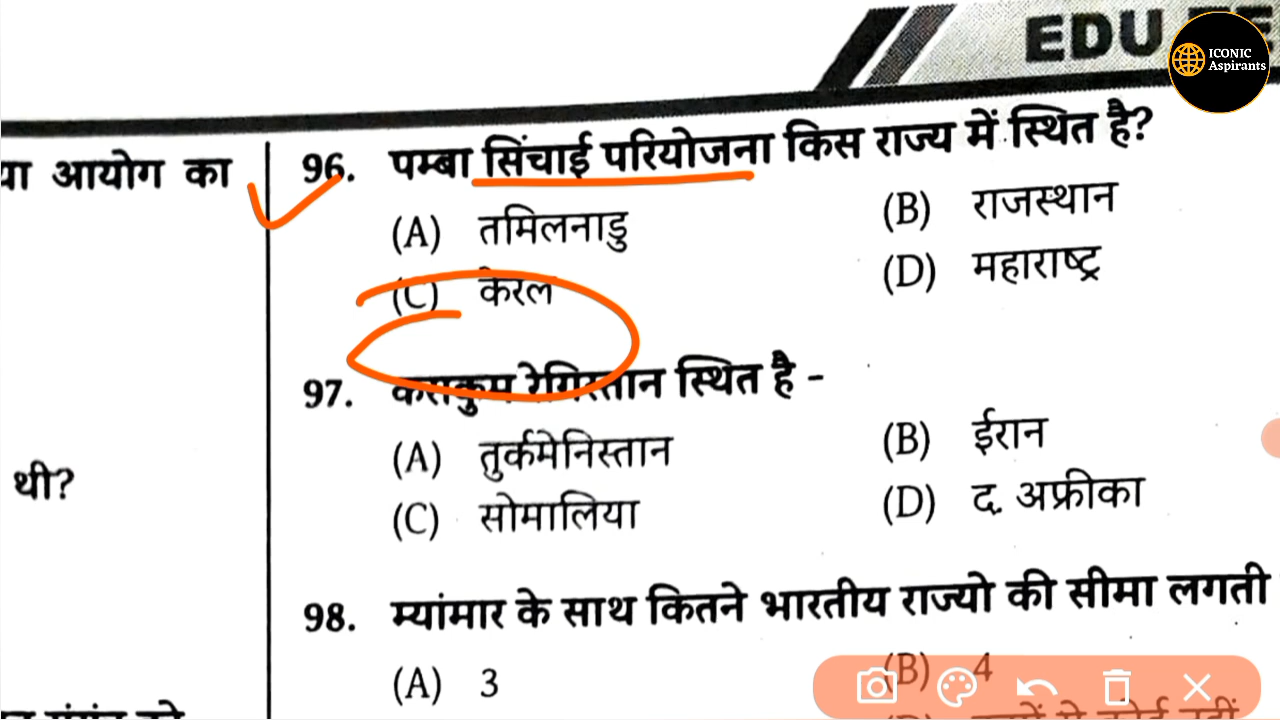 EDU
ICONIC
Aspirants
या आयोग का
थी?
96. पम्बा सिंचाई परियोजना किस राज्य में स्थित है?
(A) तमिलनाडु (B) राजस्थान
(C) केरल (D) महाराष्ट्र
97. काराकुम रेगिस्तान स्थित है -
(A) तुर्कमेनिस्तान (B) ईरान
(C) सोमालिया (D) द. अफ्रीका
98. म्यांमार के साथ कितने भारतीय राज्यो की सीमा लगती
(A) 3 (B) 4